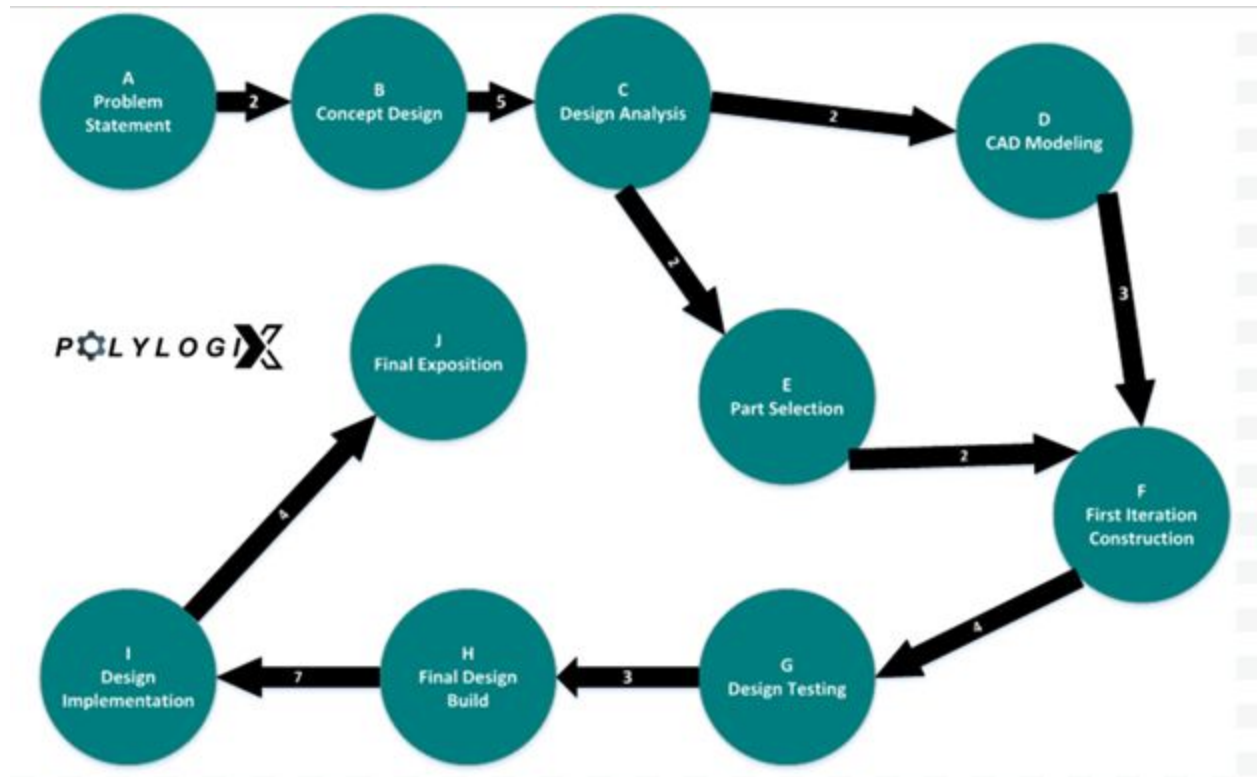 A
Problem
Statement
2
B
Concept Design
5
C
Design Analysis
2
D
CAD Modeling
2
3
POLYLOGIX
J
Final Exposition
E
Part Selection
2
F
First Iteration
Construction
4
4
I
Design
Implementation
7
H
Final Design
Build
3
G
Design Testing